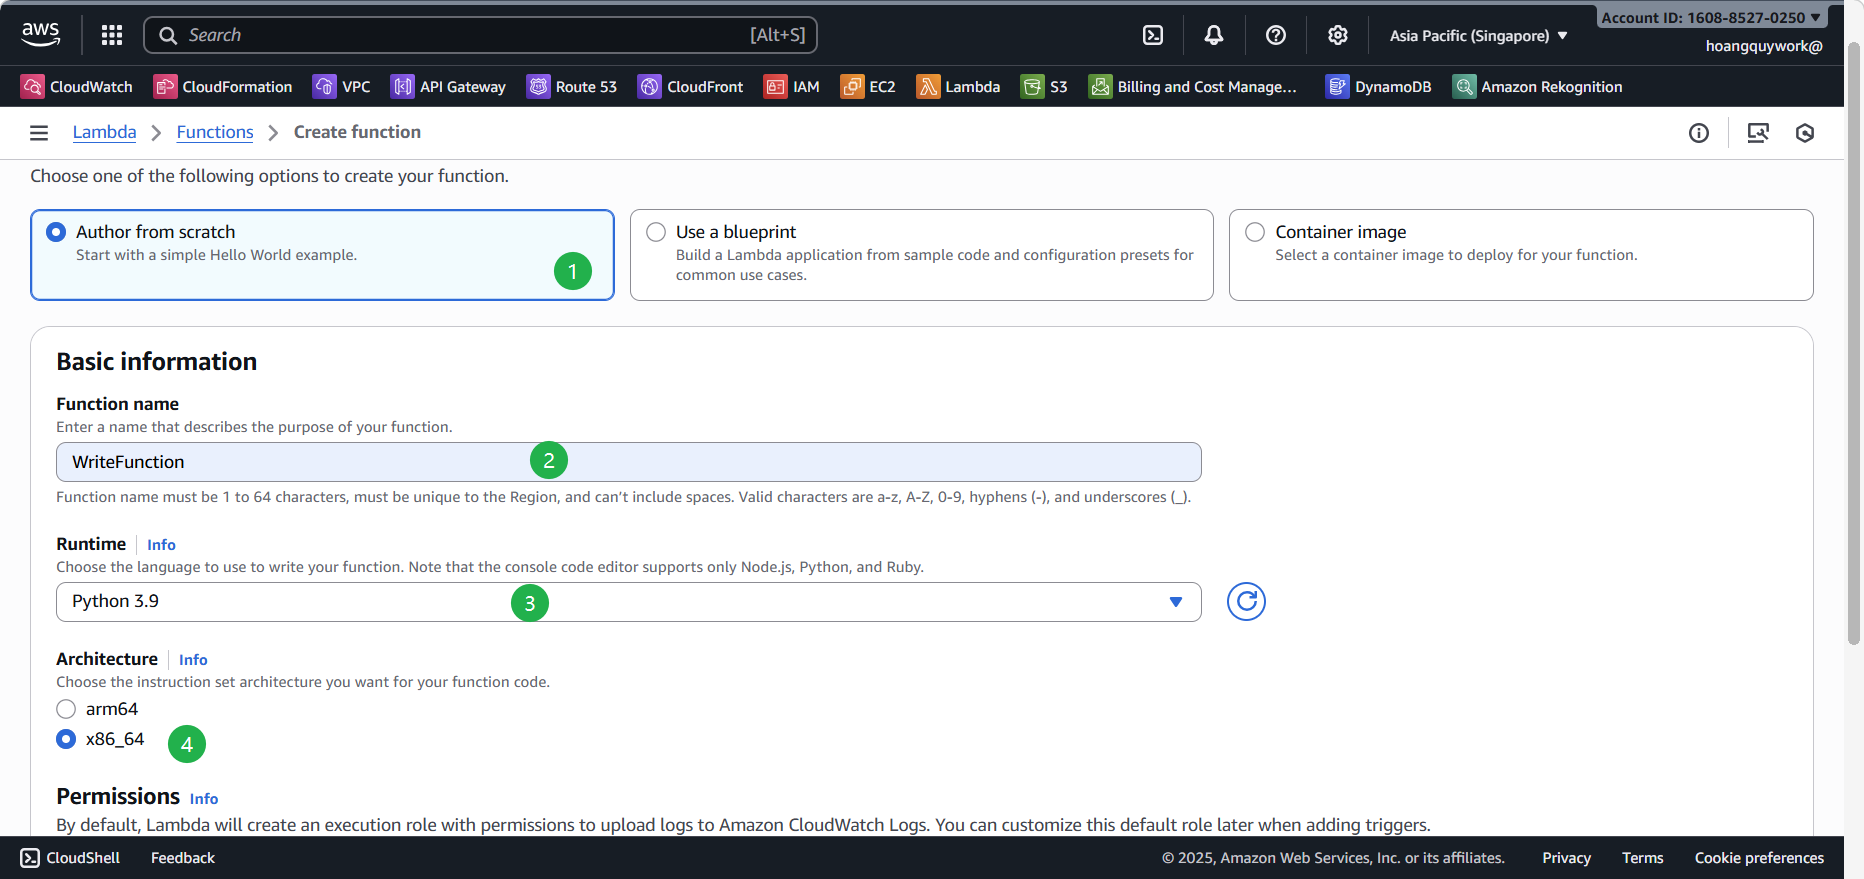 aws
Search
[Alt+S]
Asia Pacific (Singapore)
Account ID: 1608-8527-0250
hoangquywork@
CloudWatch
CloudFormation
VPC
API Gateway
Route 53
CloudFront
IAM
EC2
Lambda
S3
Billing and Cost Manage...
DynamoDB
Amazon Rekognition
Lambda
Functions
Create function
Choose one of the following options to create your function.
Author from scratch
Start with a simple Hello World example.
1
Use a blueprint
Build a Lambda application from sample code and configuration presets for
common use cases.
Container image
Select a container image to deploy for your function.
Basic information
Function name
Enter a name that describes the purpose of your function.
WriteFunction
2
Function name must be 1 to 64 characters, must be unique to the Region, and can't include spaces. Valid characters are a-z, A-Z, 0-9, hyphens (-), and underscores (_).
Runtime
Info
Choose the language to use to write your function. Note that the console code editor supports only Node.js, Python, and Ruby.
Python 3.9
3
Architecture
Info
Choose the instruction set architecture you want for your function code.
arm64
x86_64
4
Permissions
Info
By default, Lambda will create an execution role with permissions to upload logs to Amazon CloudWatch Logs. You can customize this default role later when adding triggers.
CloudShell
Feedback
© 2025, Amazon Web Services, Inc. or its affiliates.
Privacy
Terms
Cookie preferences